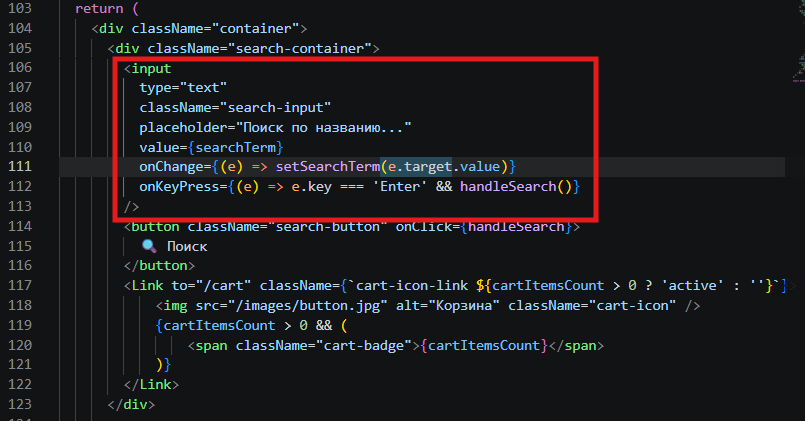 103 return (
104 <div className="container">
105 <div className="search-container">
106 <input
107 type="text"
108 className="search-input"
109 placeholder="Поиск по названию..."
110 value={searchTerm}
111 onChange={(e) => setSearchTerm(e.target.value)}
112 onKeyPress={(e) => e.key === 'Enter' && handleSearch()}
113 />
114 <button className="search-button" onClick={handleSearch}>
115 🔍 Поиск
116 </button>
117 <Link to="/cart" className={`cart-icon-link ${cartItemsCount > 0 ? 'active' : ''}`}
118 <img src="/images/button.jpg" alt="Корзина" className="cart-icon" />
119 {cartItemsCount > 0 && (
120 <span className="cart-badge">{cartItemsCount}</span>
121 )}
122 </Link>
123 </div>